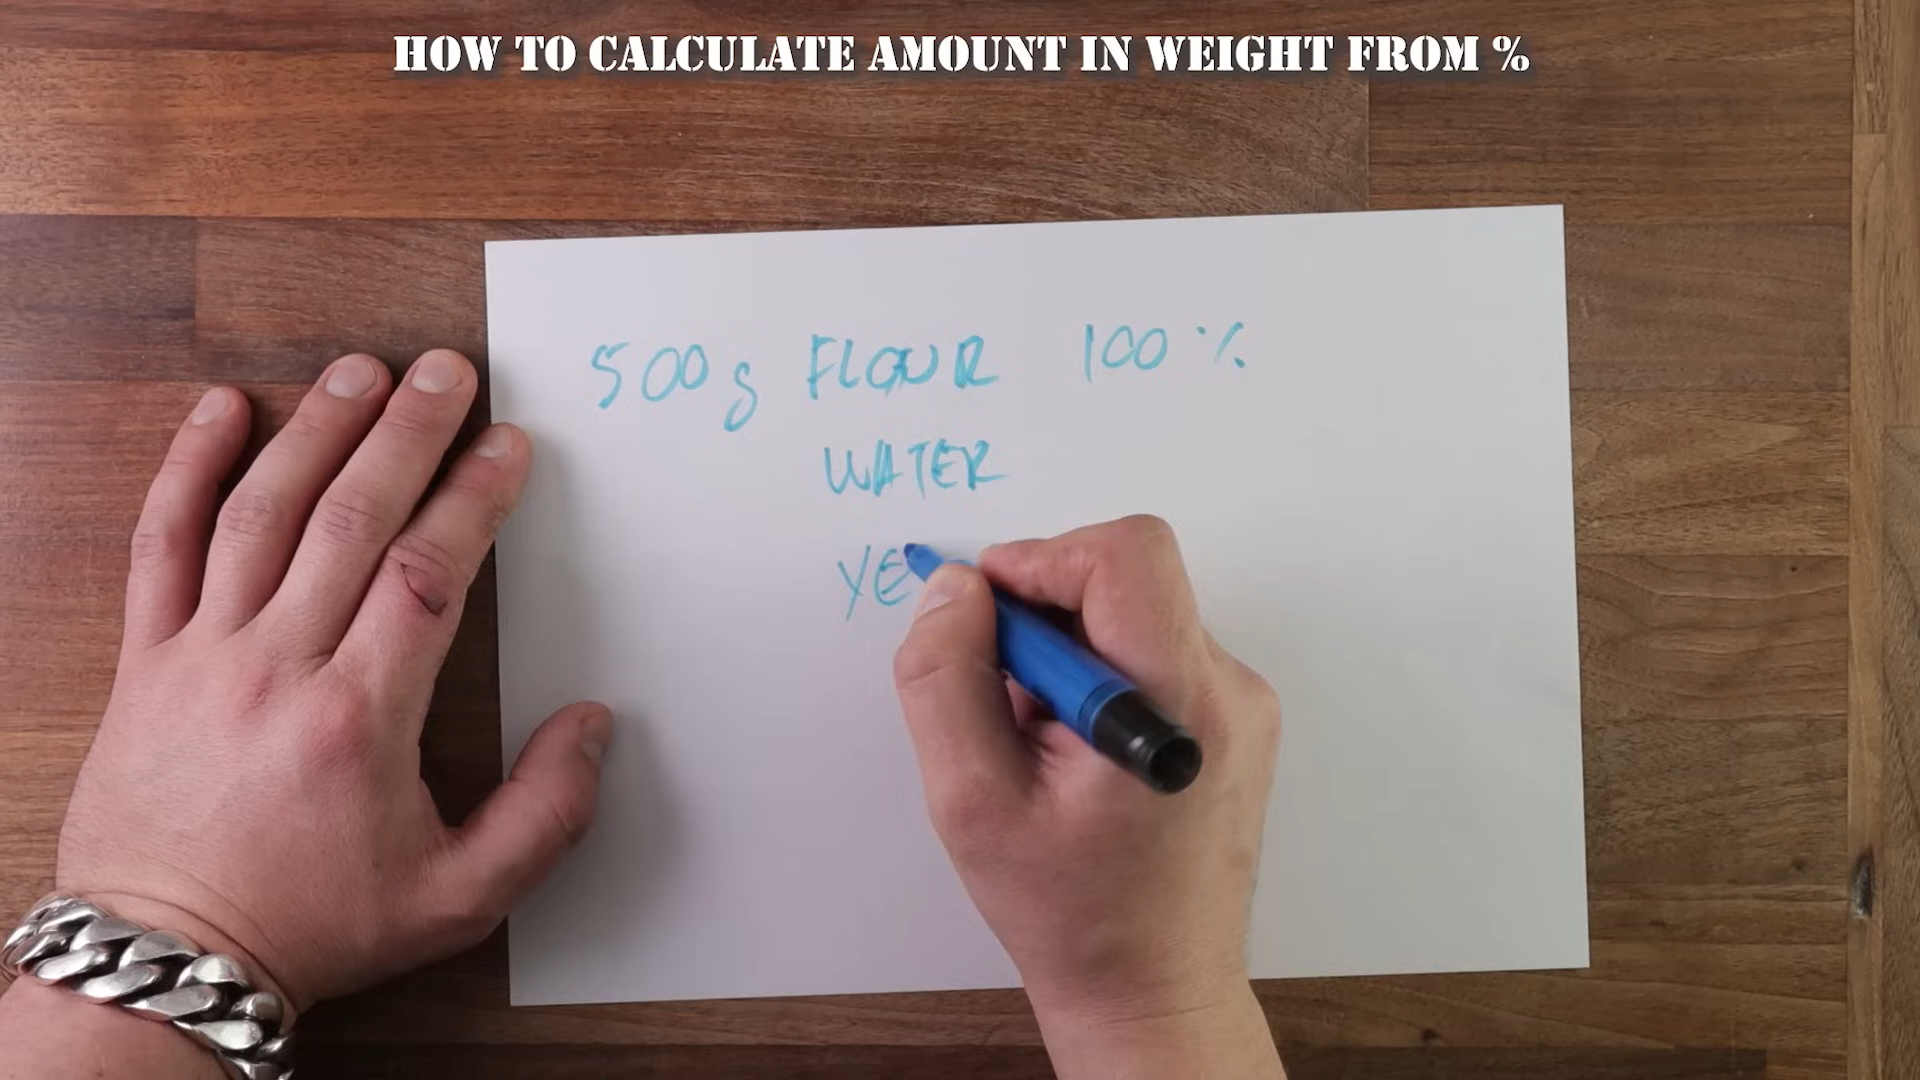 HOW TO CALCULATE AMOUNT IN WEIGHT FROM %
500g FLOUR 100%
WATER
YE